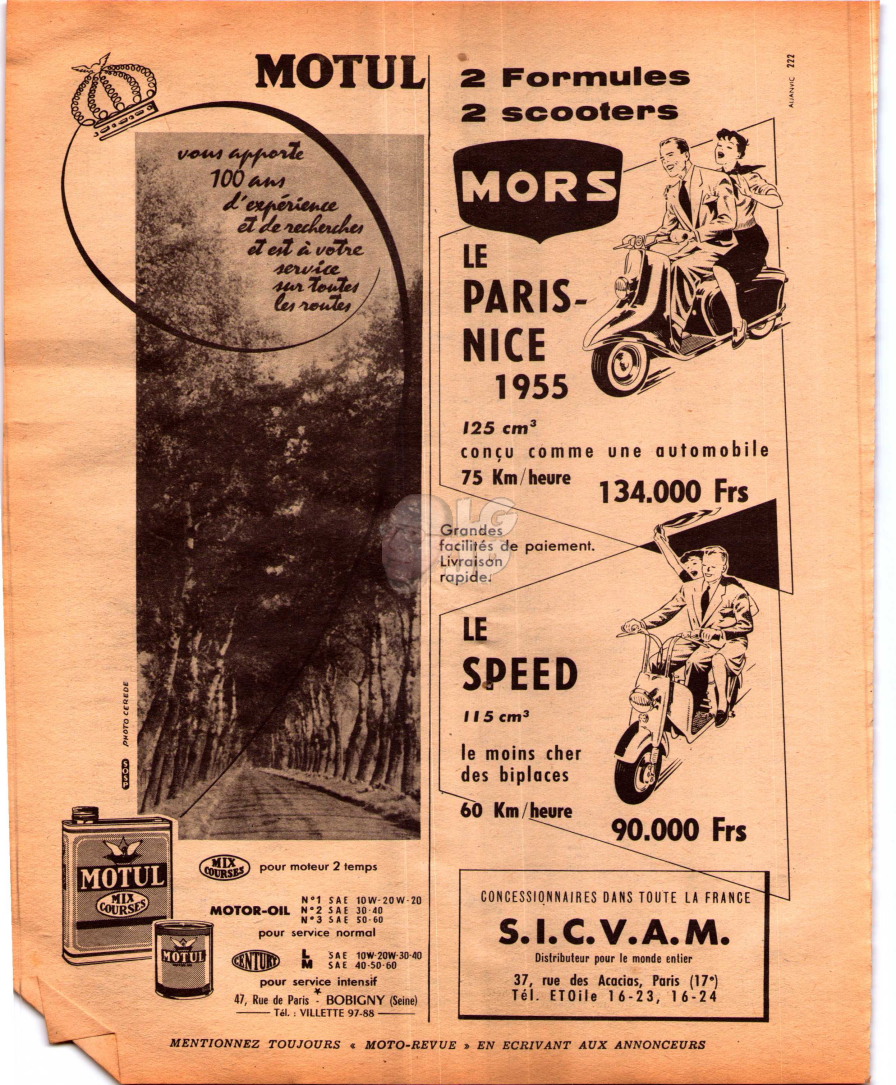 MOTUL
vous apporte
100 ans
d'expérience
et de recherches
et est à votre
service
sur toutes
les routes
PHOTO CEREDE
SOSP
MOTUL
MIX
COURSES
MOTUL
MIX
COURSES
pour moteur 2 temps
MOTOR-OIL
N°1 SAE 10W-20W-20
N°2 SAE 30-40
N°3 SAE 50-60
pour service normal
CENTURY
L SAE 10W-20W-30-40
M SAE 40-50-60
pour service intensif
47, Rue de Paris - BOBIGNY (Seine)
Tél. : VILLETTE 97-88
2 Formules
2 scooters
222
MORS
LE
PARIS-
NICE
1955
125 cm³
conçu comme une automobile
75 Km/heure
134.000 Frs
LG
Grandes
facilités de paiement.
Livraison
rapide.
LE
SPEED
115 cm³
le moins cher
des biplaces
60 Km/heure
90.000 Frs
CONCESSIONNAIRES DANS TOUTE LA FRANCE
S.I.C.V.A.M.
Distributeur pour le monde entier
37, rue des Acacias, Paris (17e)
Tél. ETOile 16-23, 16-24
MENTIONNEZ TOUJOURS « MOTO-REVUE » EN ECRIVANT AUX ANNONCEURS